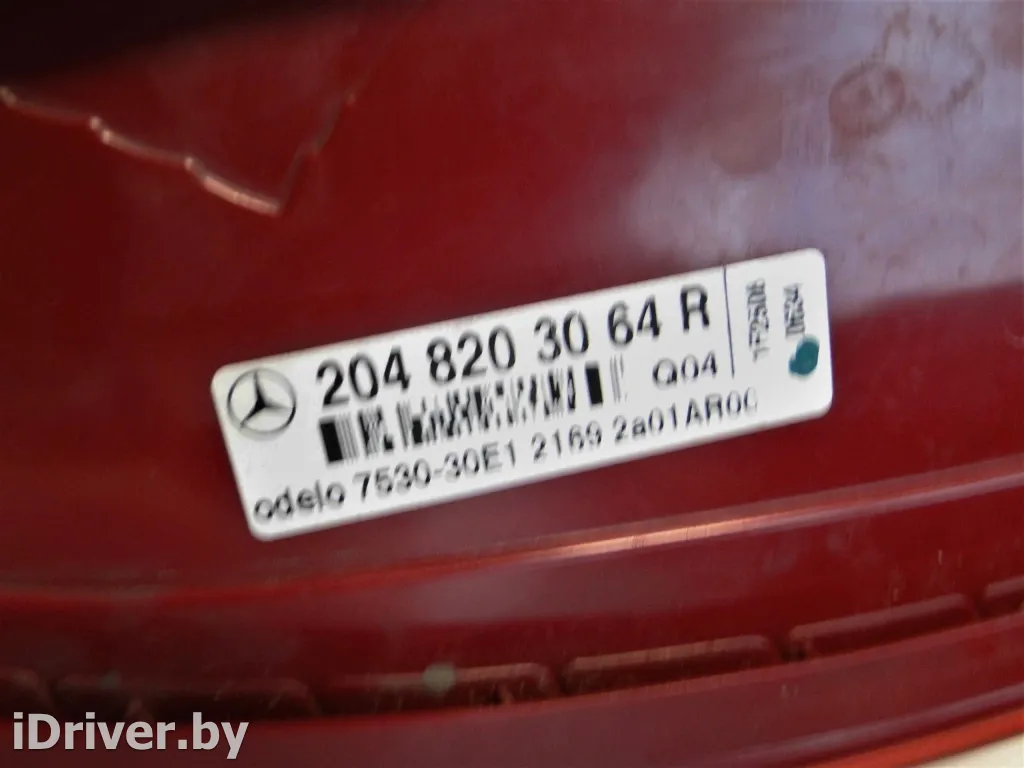 204 820 30 64 R
Q04
odelo 7530-30E1 2169 2a01AR00
iDriver.by